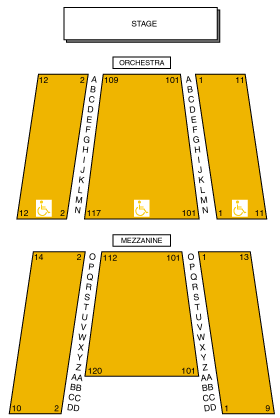 STAGE
ORCHESTRA
12 2 A 109 101 A 1 11
B B
C C
D D
E E
F F
G G
H H
I I
J J
K K
L L
M M
12 2 N 117 101 N 1 11
MEZZANINE
14 2 O 112 101 O 1 13
P P
Q Q
R R
S S
T T
U U
V V
W W
X X
Y Y
Z 120 101 Z
AA AA
BB BB
CC CC
10 2 DD DD 1 9